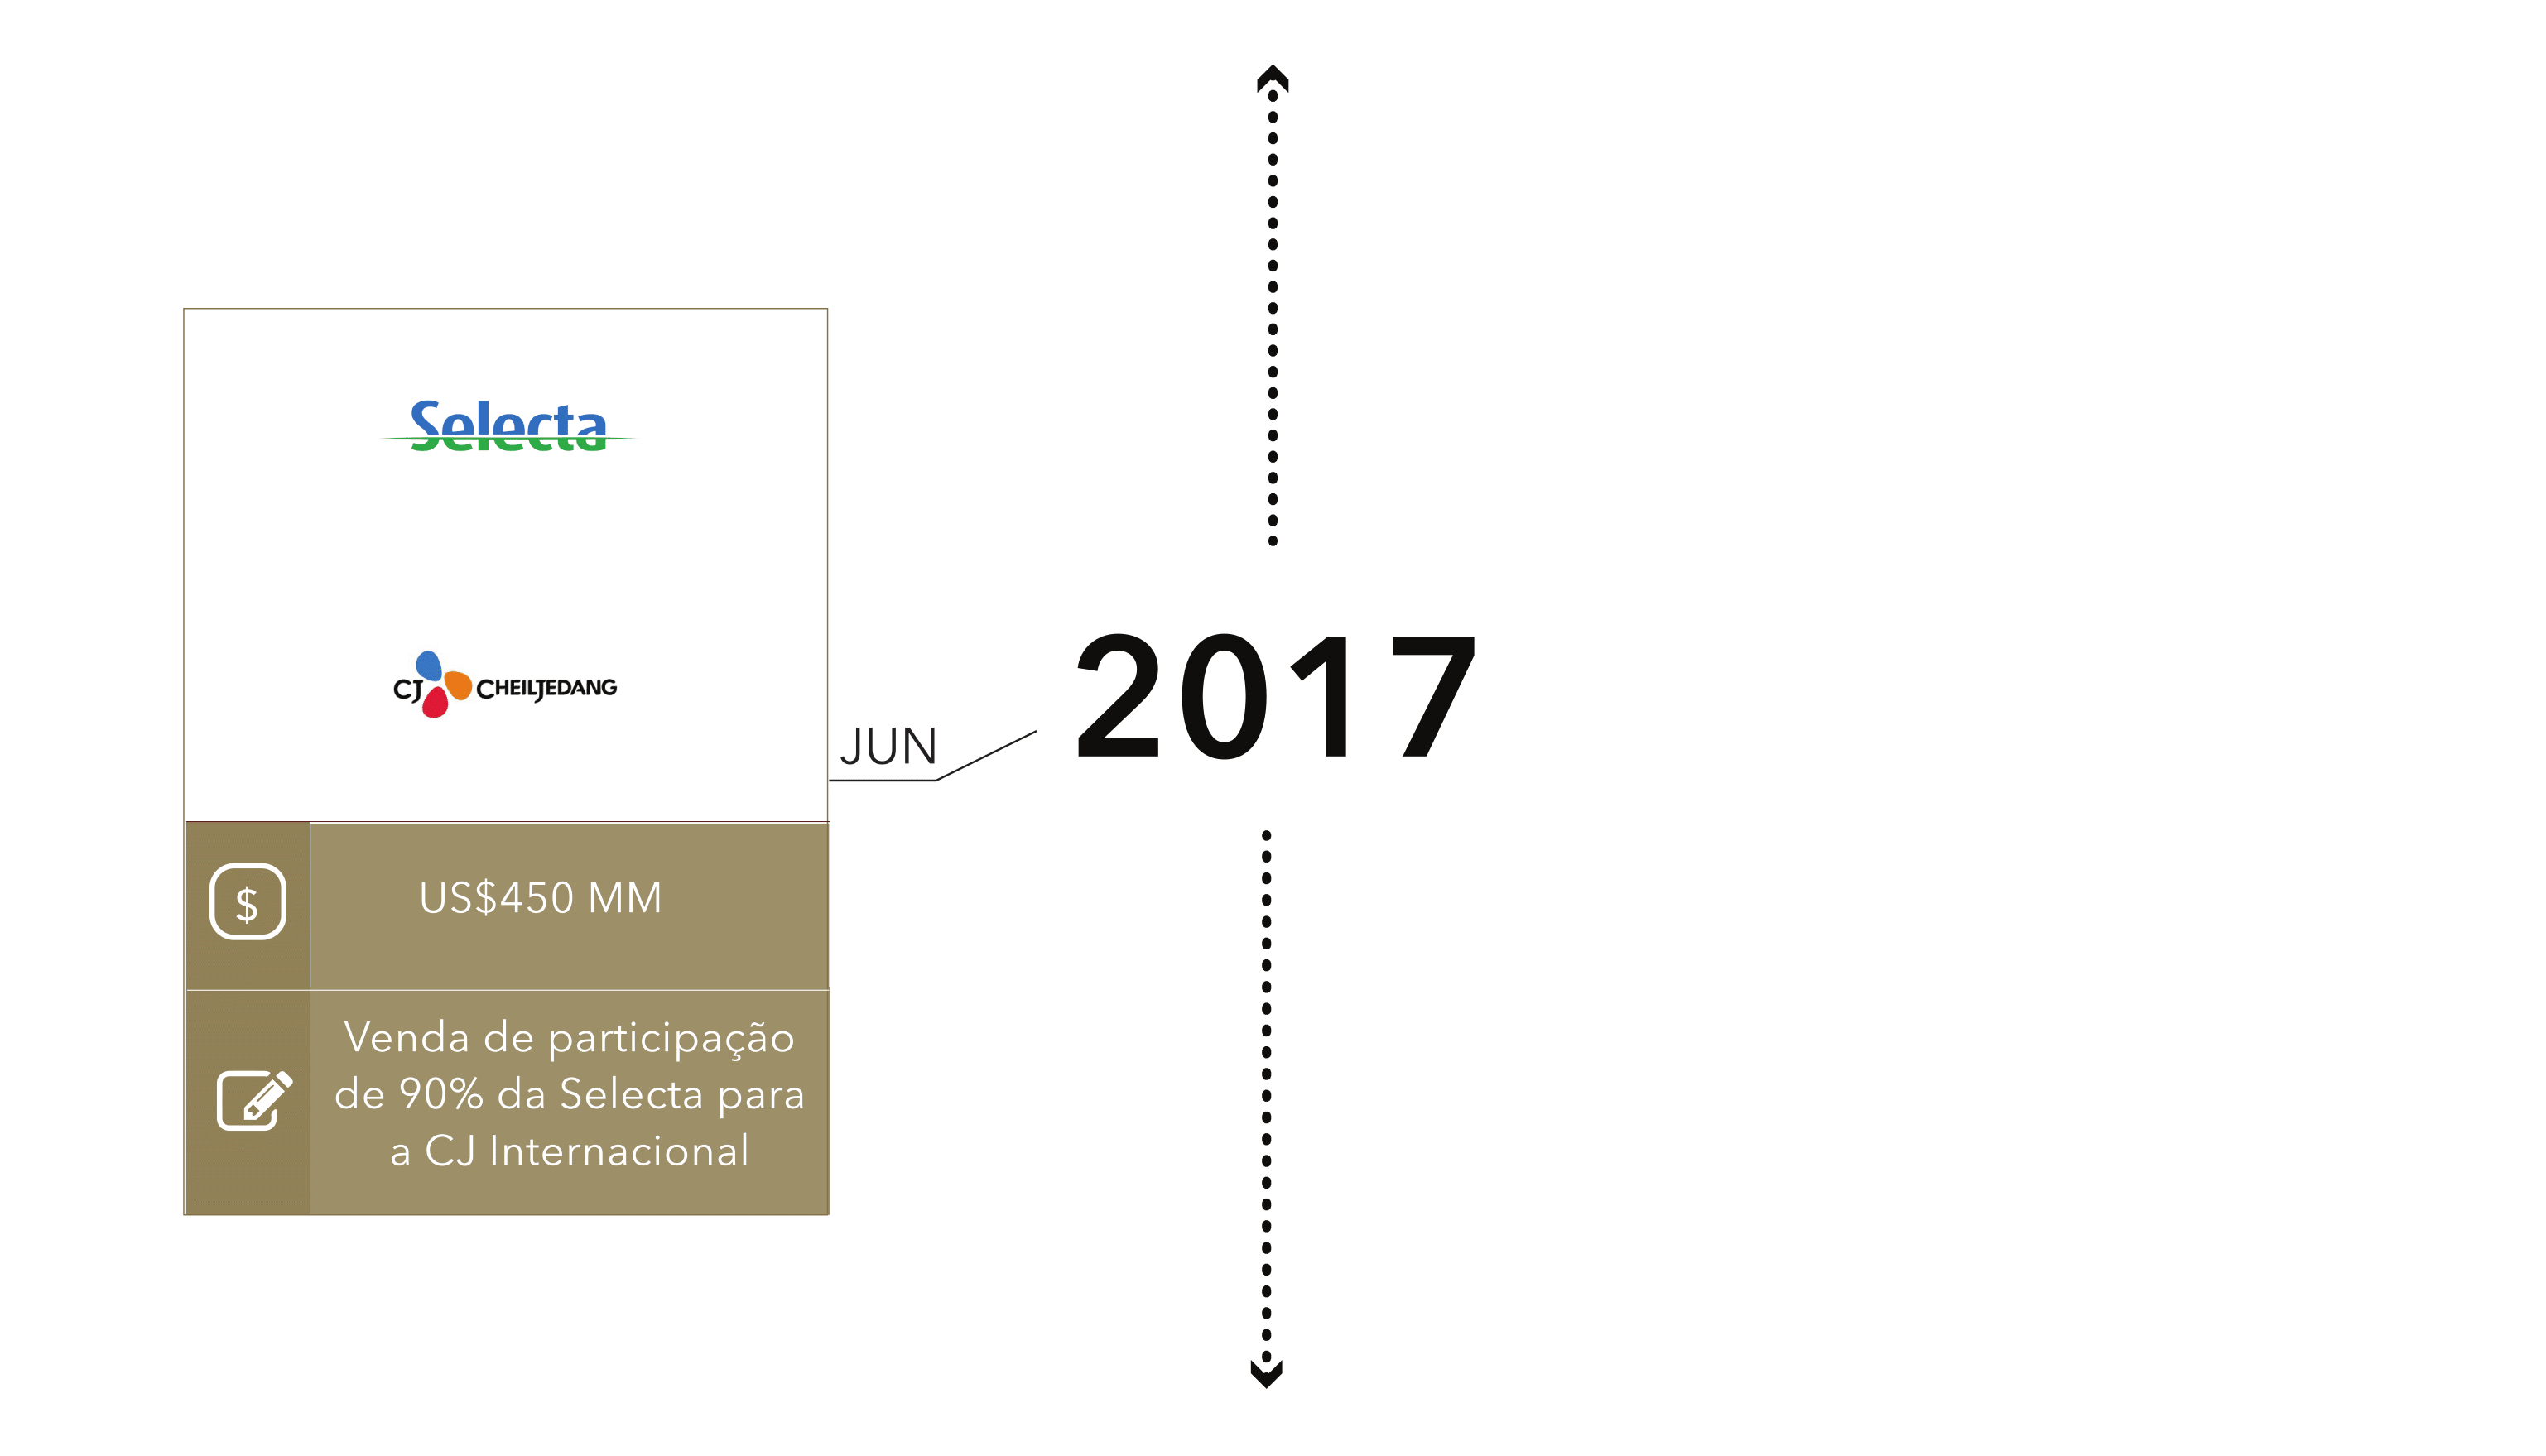 Selecta
CJ CHEILJEDANG
JUN
2017
$
US$450 MM
Venda de participação
de 90% da Selecta para
a CJ Internacional